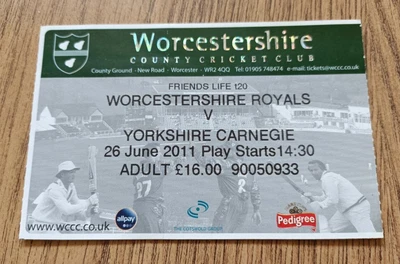 Worcestershire
COUNTY CRICKET CLUB
County Ground - New Road - Worcester - WR2 4QQ Tel: 01905 748474 e-mail: tickets@wccc.co.uk
FRIENDS LIFE t20
WORCESTERSHIRE ROYALS
V
YORKSHIRE CARNEGIE
26 June 2011 Play Starts 14:30
ADULT £16.00 90050933
27
www.wccc.co.uk
allpay
THE COTSWOLD GROUP
Pedigree